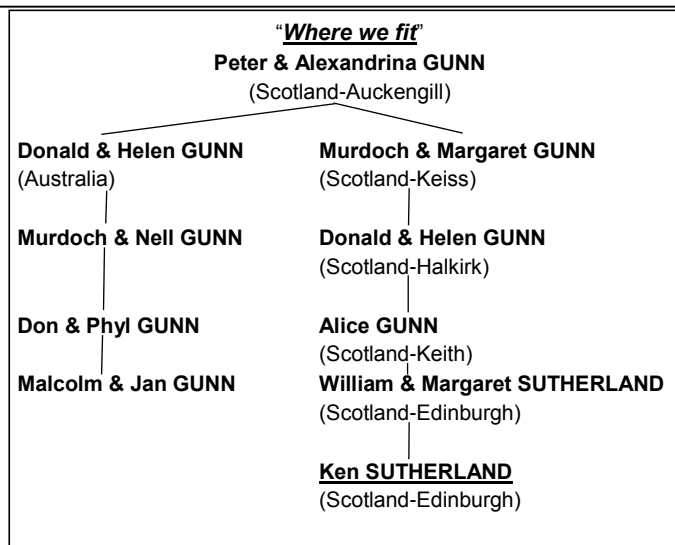 “Where we fit”
Peter & Alexandrina GUNN
(Scotland-Auckengill)
Donald & Helen GUNN
(Australia)
Murdoch & Nell GUNN
Don & Phyl GUNN
Malcolm & Jan GUNN
Murdoch & Margaret GUNN
(Scotland-Keiss)
Donald & Helen GUNN
(Scotland-Halkirk)
Alice GUNN
(Scotland-Keith)
William & Margaret SUTHERLAND
(Scotland-Edinburgh)
Ken SUTHERLAND
(Scotland-Edinburgh)